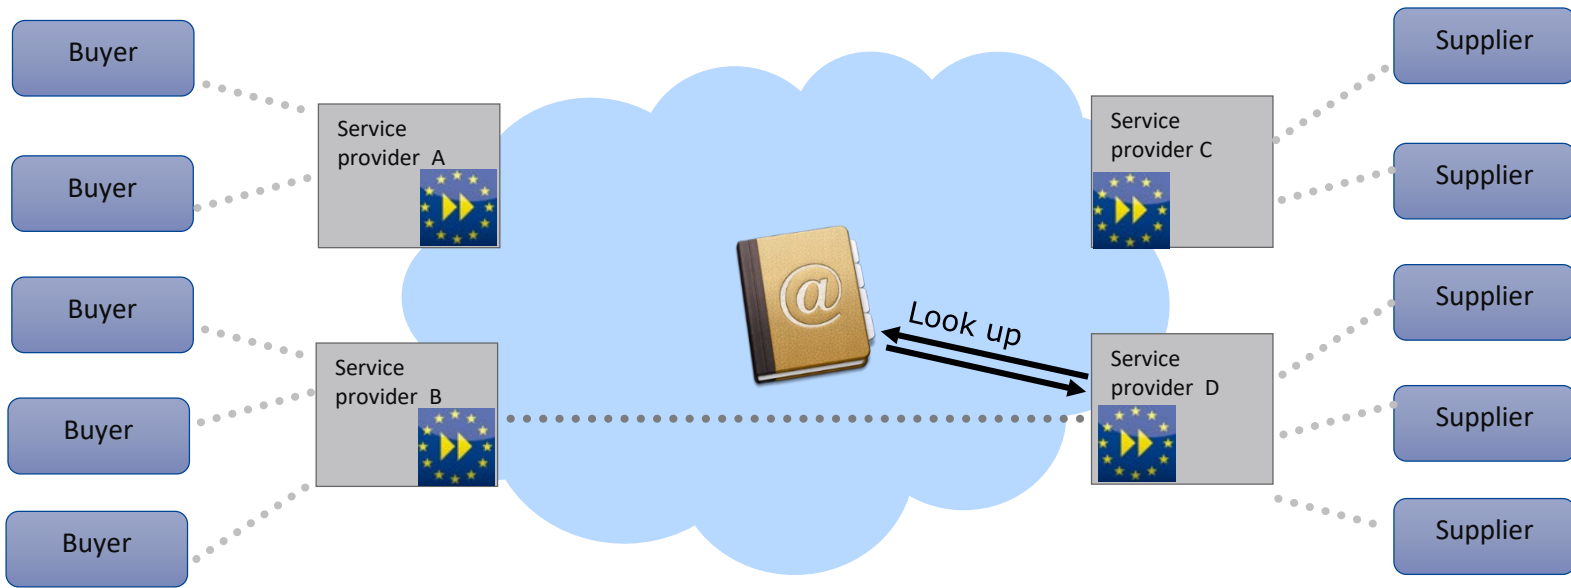 Buyer
Buyer
Buyer
Buyer
Buyer
Service
provider A
Service
provider B
@
Look up
Service
provider C
Service
provider D
Supplier
Supplier
Supplier
Supplier
Supplier